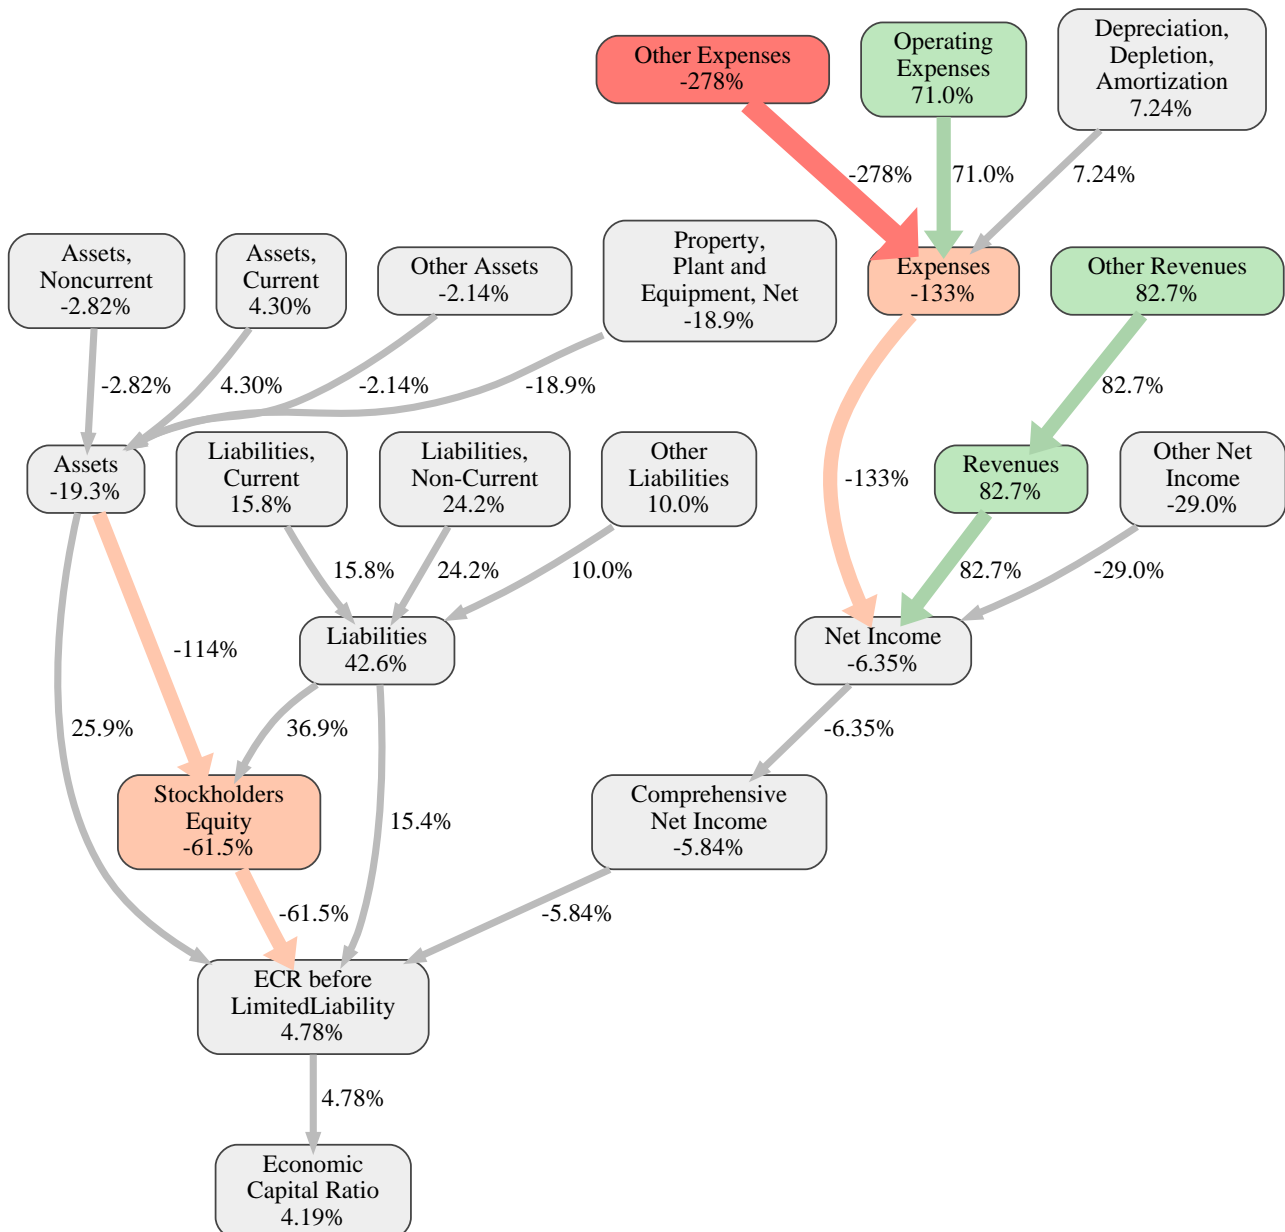 Other Expenses
-278%
Operating
Expenses
71.0%
Depreciation,
Depletion,
Amortization
7.24%
-278%
71.0%
7.24%
Assets,
Noncurrent
-2.82%
Assets,
Current
4.30%
Other Assets
-2.14%
Property,
Plant and
Equipment, Net
-18.9%
Expenses
-133%
Other Revenues
82.7%
-2.82%
4.30%
-2.14%
-18.9%
82.7%
Assets
-19.3%
Liabilities,
Current
15.8%
Liabilities,
Non-Current
24.2%
Other
Liabilities
10.0%
-133%
Revenues
82.7%
Other Net
Income
-29.0%
15.8%
24.2%
10.0%
82.7%
-29.0%
-114%
Liabilities
42.6%
Net Income
-6.35%
25.9%
36.9%
-6.35%
Stockholders
Equity
-61.5%
15.4%
Comprehensive
Net Income
-5.84%
-61.5%
-5.84%
ECR before
LimitedLiability
4.78%
4.78%
Economic
Capital Ratio
4.19%